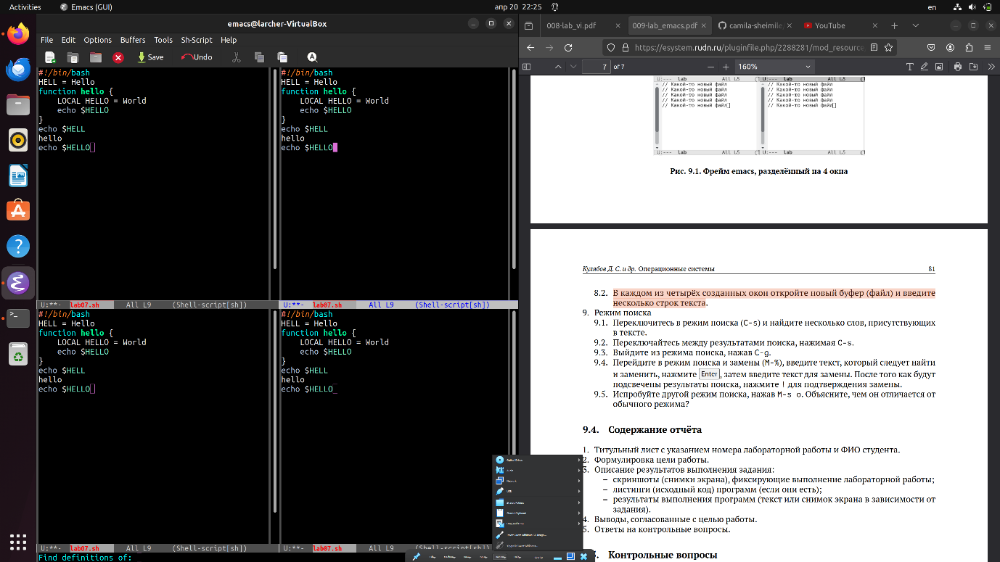 Activities
Emacs (GUI)
апр 20 22:25
en
emacs@larcher-VirtualBox
File Edit Options Buffers Tools Sh-Script Help
Save
Undo
#!/bin/bash
HELL = Hello
function hello {
LOCAL HELLO = World
echo $HELLO
}
echo $HELL
hello
echo $HELLO
U:**- lab07.sh All L9 (Shell-script[sh])
#!/bin/bash
HELL = Hello
function hello {
LOCAL HELLO = World
echo $HELLO
}
echo $HELL
hello
echo $HELLO
U:**- lab07.sh All L9 (Shell-script[sh])
#!/bin/bash
HELL = Hello
function hello {
LOCAL HELLO = World
echo $HELLO
}
echo $HELL
hello
echo $HELLO
U:**- lab07.sh All L9 (Shell-script[sh])
#!/bin/bash
HELL = Hello
function hello {
LOCAL HELLO = World
echo $HELLO
}
echo $HELL
hello
echo $HELLO_
U:**- lab07.sh All L9 (Shell-script[sh])
Find definitions of:
008-lab_vi.pdf
009-lab_emacs.pdf
camila-sheimile
YouTube
https://esystem.rudn.ru/pluginfile.php/2288281/mod_resource
7 of 7
160%
U:--- lab All L5
U:--- lab All L5
// Какой-то новый файл
// Какой-то новый файл
// Какой-то новый файл
// Какой-то новый файл
// Какой-то новый файл
// Какой-то новый файл
// Какой-то новый файл
// Какой-то новый файл
// Какой-то новый файл
// Какой-то новый файл
U:--- lab All L5
U:--- lab All L5
Рис. 9.1. Фрейм emacs, разделённый на 4 окна
Кулябов Д. С. и др. Операционные системы 81
8.2. В каждом из четырёх созданных окон откройте новый буфер (файл) и введите
несколько строк текста.
9. Режим поиска
9.1. Переключитесь в режим поиска (C-s) и найдите несколько слов, присутствующих
в тексте.
9.2. Переключайтесь между результатами поиска, нажимая C-s.
9.3. Выйдите из режима поиска, нажав C-g.
9.4. Перейдите в режим поиска и замены (M-%), введите текст, который следует найти
и заменить, нажмите Enter, затем введите текст для замены. После того как будут
подсвечены результаты поиска, нажмите ! для подтверждения замены.
9.5. Испробуйте другой режим поиска, нажав M-s o. Объясните, чем он отличается от
обычного режима?
9.4. Содержание отчёта
1. Титульный лист с указанием номера лабораторной работы и ФИО студента.
2. Формулировка цели работы.
3. Описание результатов выполнения задания:
– скриншоты (снимки экрана), фиксирующие выполнение лабораторной работы;
– листинги (исходный код) программ (если они есть);
– результаты выполнения программ (текст или снимок экрана в зависимости от
задания).
4. Выводы, согласованные с целью работы.
5. Ответы на контрольные вопросы.
Контрольные вопросы
Optical Drives
Audio
Network
USB
Shared Folders
Shared Clipboard
Drag and Drop